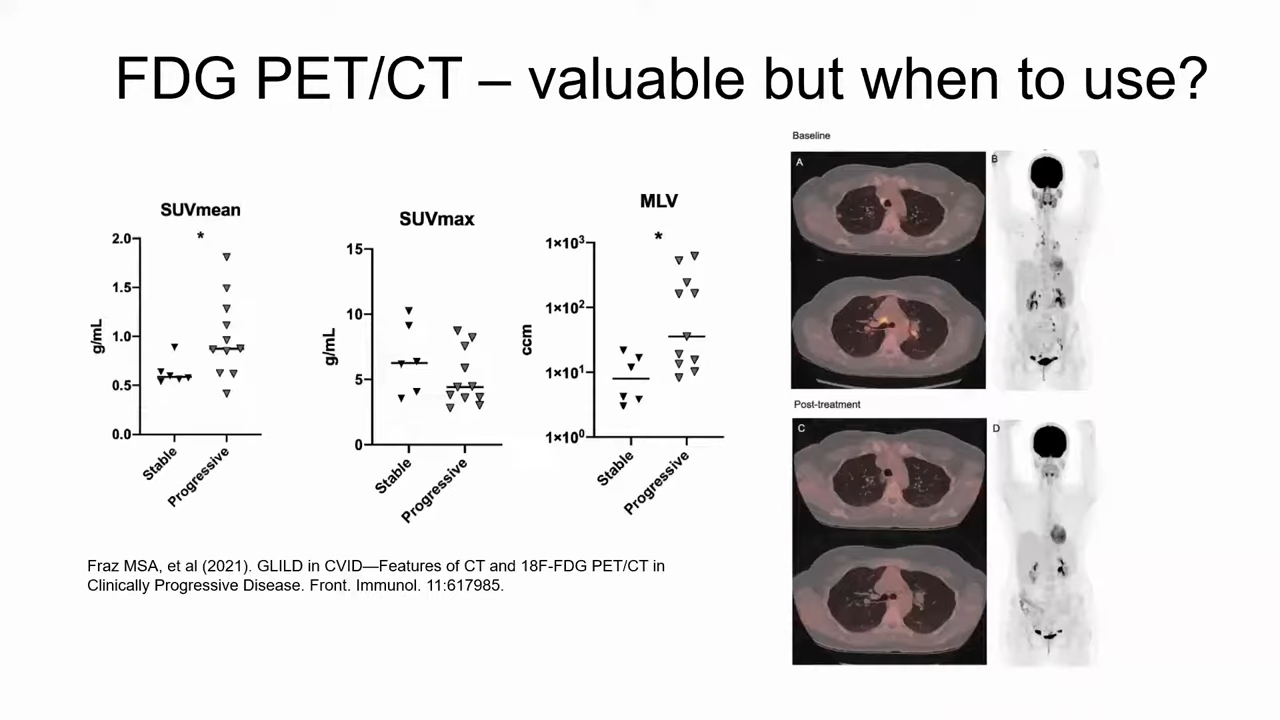 FDG PET/CT – valuable but when to use?
SUVmean
*
2.0
1.5
1.0
0.5
0.0
g/mL
Stable
Progressive
SUVmax
15
10
5
0
g/mL
Stable
Progressive
MLV
*
1×10³
1×10²
1×10¹
1×10⁰
ccm
Stable
Progressive
Baseline
A
B
Post-treatment
C
D
Fraz MSA, et al (2021). GLILD in CVID—Features of CT and 18F-FDG PET/CT in
Clinically Progressive Disease. Front. Immunol. 11:617985.